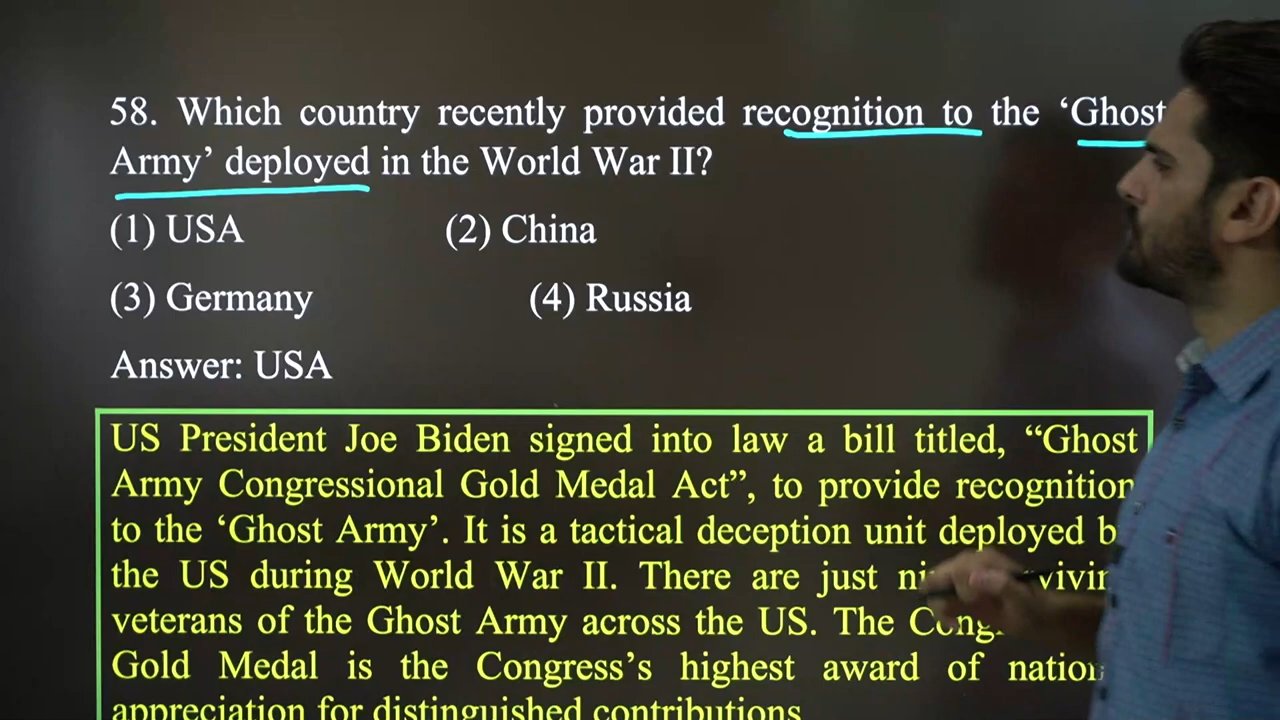 58. Which country recently provided recognition to the ‘Ghost
Army’ deployed in the World War II?
(1) USA (2) China
(3) Germany (4) Russia
Answer: USA
US President Joe Biden signed into law a bill titled, “Ghost
Army Congressional Gold Medal Act”, to provide recognition
to the ‘Ghost Army’. It is a tactical deception unit deployed
the US during World War II. There are just
veterans of the Ghost Army across the US. The
Gold Medal is the Congress’s highest award of
appreciation for distinguished contributions